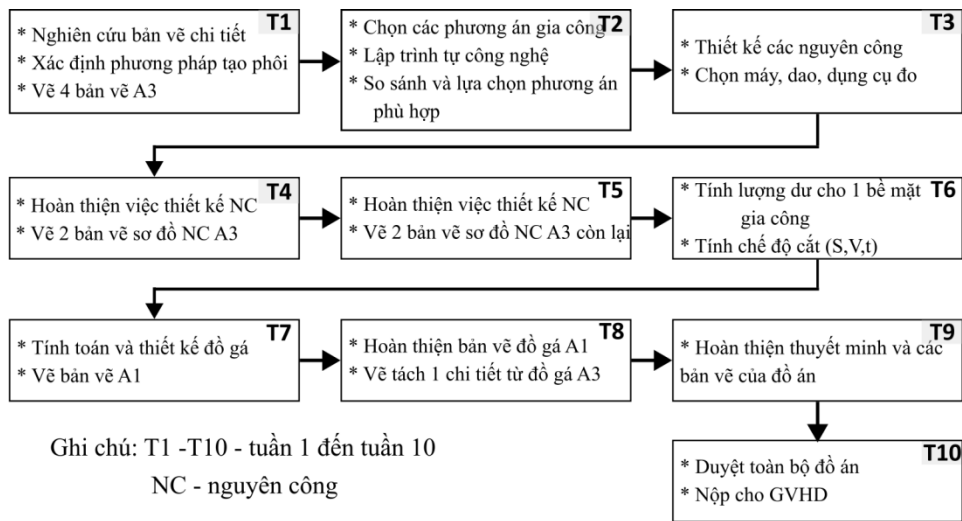 T1
* Nghiên cứu bản vẽ chi tiết
* Xác định phương pháp tạo phôi
* Vẽ 4 bản vẽ A3
T2
* Chọn các phương án gia công
* Lập trình tự công nghệ
* So sánh và lựa chọn phương án
phù hợp
T3
* Thiết kế các nguyên công
* Chọn máy, dao, dụng cụ đo
T4
* Hoàn thiện việc thiết kế NC
* Vẽ 2 bản vẽ sơ đồ NC A3
T5
* Hoàn thiện việc thiết kế NC
* Vẽ 2 bản vẽ sơ đồ NC A3 còn lại
T6
* Tính lượng dư cho 1 bề mặt
gia công
* Tính chế độ cắt (S,V,t)
T7
* Tính toán và thiết kế đồ gá
* Vẽ bản vẽ A1
T8
* Hoàn thiện bản vẽ đồ gá A1
* Vẽ tách 1 chi tiết từ đồ gá A3
T9
* Hoàn thiện thuyết minh và các
bản vẽ của đồ án
T10
* Duyệt toàn bộ đồ án
* Nộp cho GVHD
Ghi chú: T1 -T10 - tuần 1 đến tuần 10
NC - nguyên công